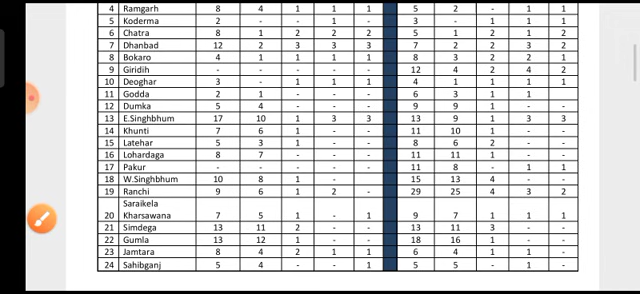 4 Ramgarh 8 4 1 1 1 5 2 - 1 1
5 Koderma 2 - - 1 - 3 - 1 1 1
6 Chatra 8 1 2 2 2 5 1 2 1 2
7 Dhanbad 12 2 3 3 3 7 2 2 3 2
8 Bokaro 4 1 1 1 1 8 3 2 2 1
9 Giridih - - - - - 12 4 2 4 2
10 Deoghar 3 - 1 1 1 4 1 1 1 1
11 Godda 2 1 - - - 6 3 1 1
12 Dumka 5 4 - - - 9 9 1 - -
13 E.Singhbhum 17 10 1 3 3 13 9 1 3 3
14 Khunti 7 6 1 - - 11 10 1 - -
15 Latehar 5 3 1 - - 8 6 2 - -
16 Lohardaga 8 7 - - - 11 11 1 - -
17 Pakur - - - - - 11 8 - 1 1
18 W.Singhbhum 10 8 1 - - 15 13 4 - -
19 Ranchi 9 6 1 2 - 29 25 4 3 2
Saraikela
20 Kharsawana 7 5 1 - 1 9 7 1 1 1
21 Simdega 13 11 2 - - 13 11 3 - -
22 Gumla 13 12 1 - - 18 16 1 - -
23 Jamtara 8 4 2 1 1 6 4 1 1 -
24 Sahibganj 5 4 - - 1 5 5 - 1 -